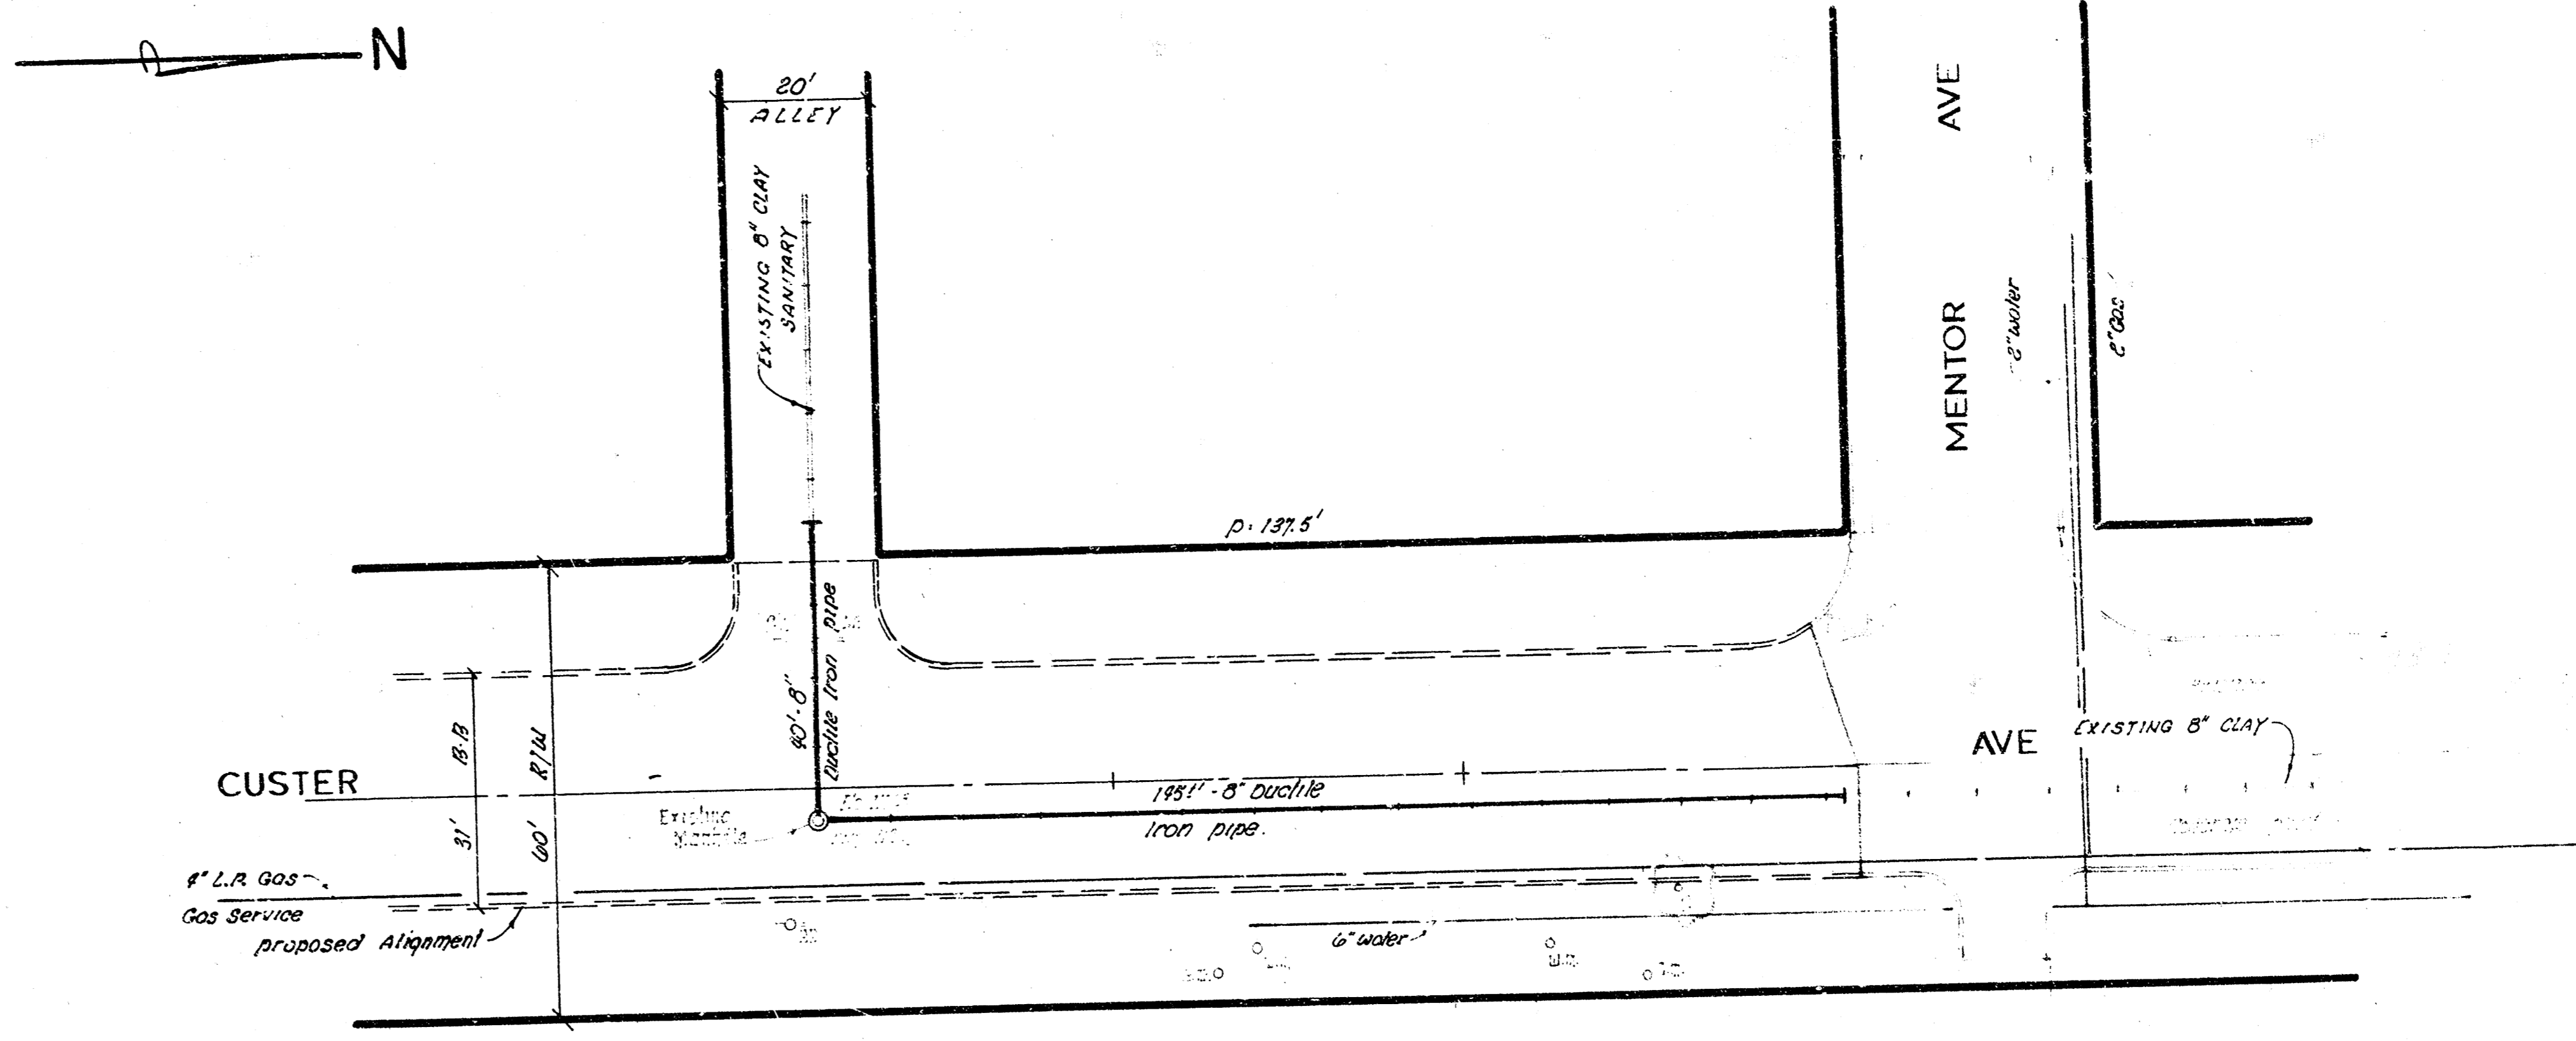 N
20'
ALLEY
AVE
EXISTING 8" CLAY
SANITARY
MENTOR
2" water
2" Gas
P: 137.5'
40'-8"
Ductile Iron pipe
31' B-B
60' R/W
CUSTER
AVE
EXISTING 8" CLAY
Existing
Manhole
145±' - 8" Ductile
Iron pipe.
4" L.P. Gas
Gas Service
proposed Alignment
6" water